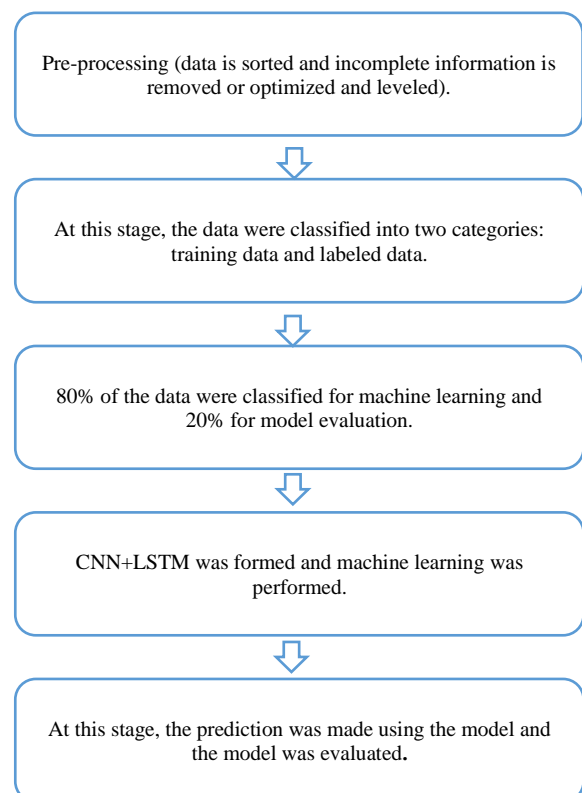 Pre-processing (data is sorted and incomplete information is
removed or optimized and leveled).
At this stage, the data were classified into two categories:
training data and labeled data.
80% of the data were classified for machine learning and
20% for model evaluation.
CNN+LSTM was formed and machine learning was
performed.
At this stage, the prediction was made using the model and
the model was evaluated.